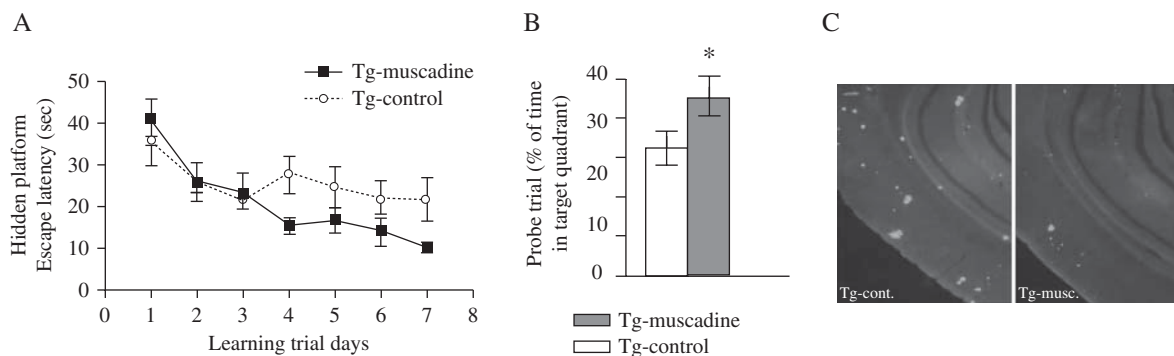 A
Hidden platform
Escape latency (sec)
50
40
30
20
10
0
0 1 2 3 4 5 6 7 8
Learning trial days
Tg-muscadine
Tg-control
B
Probe trial (% of time
in target quadrant)
40
30
20
10
0
*
Tg-muscadine
Tg-control
C
Tg-cont.
Tg-musc.